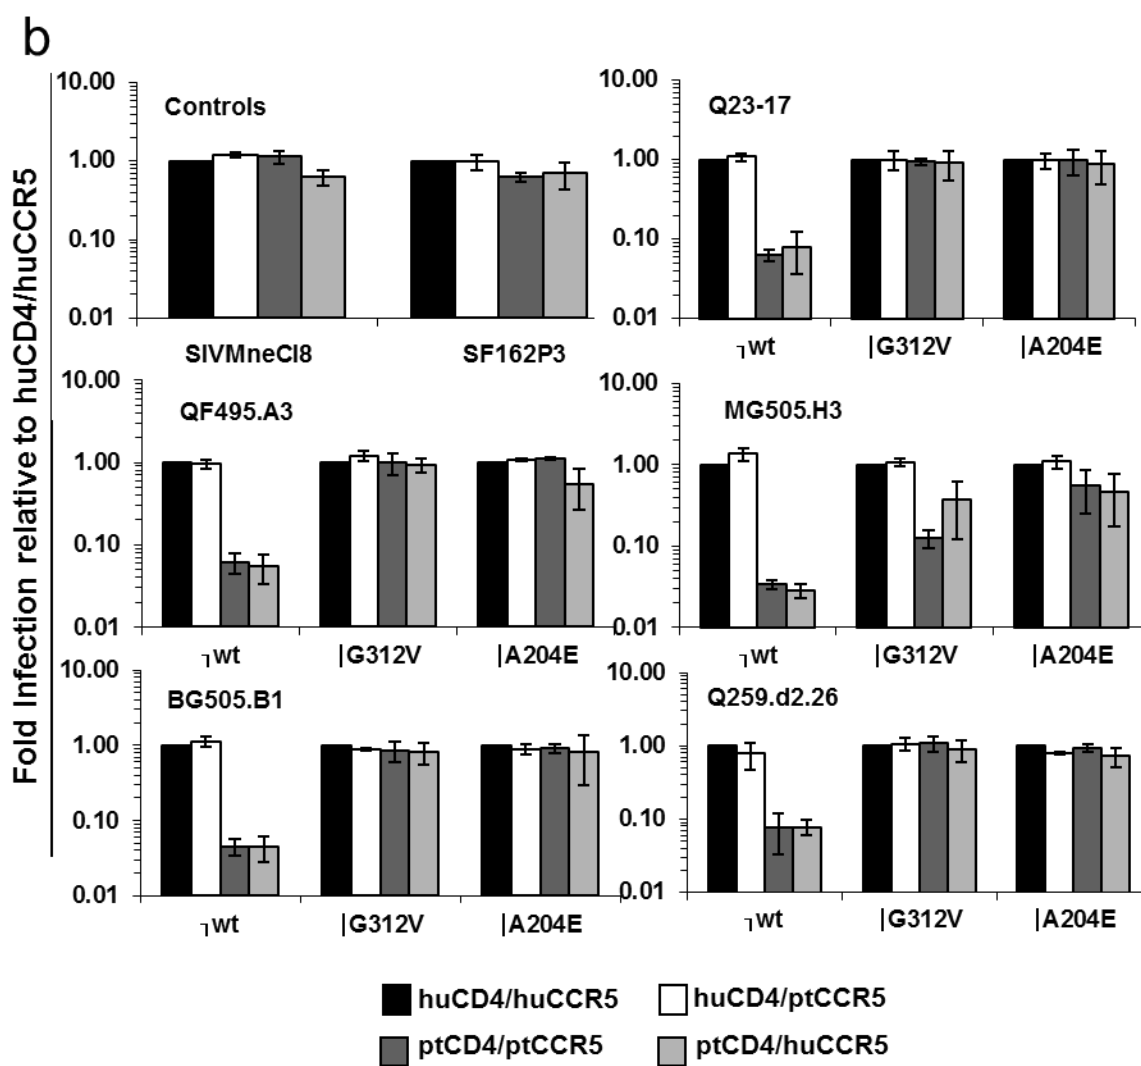 b
Fold Infection relative to huCD4/huCCR5
Controls
10.00
1.00
0.10
0.01
SIVMneCl8 SF162P3
Q23-17
10.00
1.00
0.10
0.01
wt G312V A204E
QF495.A3
10.00
1.00
0.10
0.01
wt G312V A204E
MG505.H3
10.00
1.00
0.10
0.01
wt G312V A204E
BG505.B1
10.00
1.00
0.10
0.01
wt G312V A204E
Q259.d2.26
10.00
1.00
0.10
0.01
wt G312V A204E
huCD4/huCCR5 huCD4/ptCCR5
ptCD4/ptCCR5 ptCD4/huCCR5